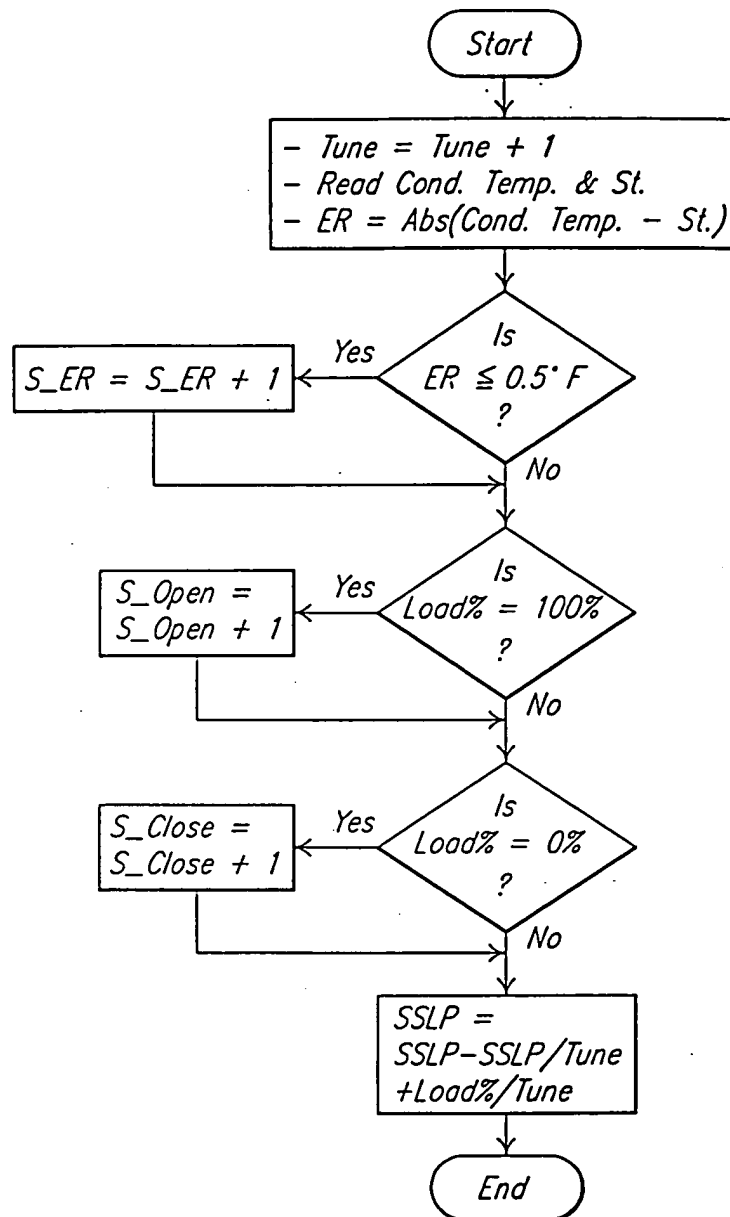 Start
- Tune = Tune + 1
- Read Cond. Temp. & St.
- ER = Abs(Cond. Temp. - St.)
Is
ER ≦ 0.5° F
?
Yes
S_ER = S_ER + 1
No
Is
Load% = 100%
?
Yes
S_Open =
S_Open + 1
No
Is
Load% = 0%
?
Yes
S_Close =
S_Close + 1
No
SSLP =
SSLP-SSLP/Tune
+Load%/Tune
End